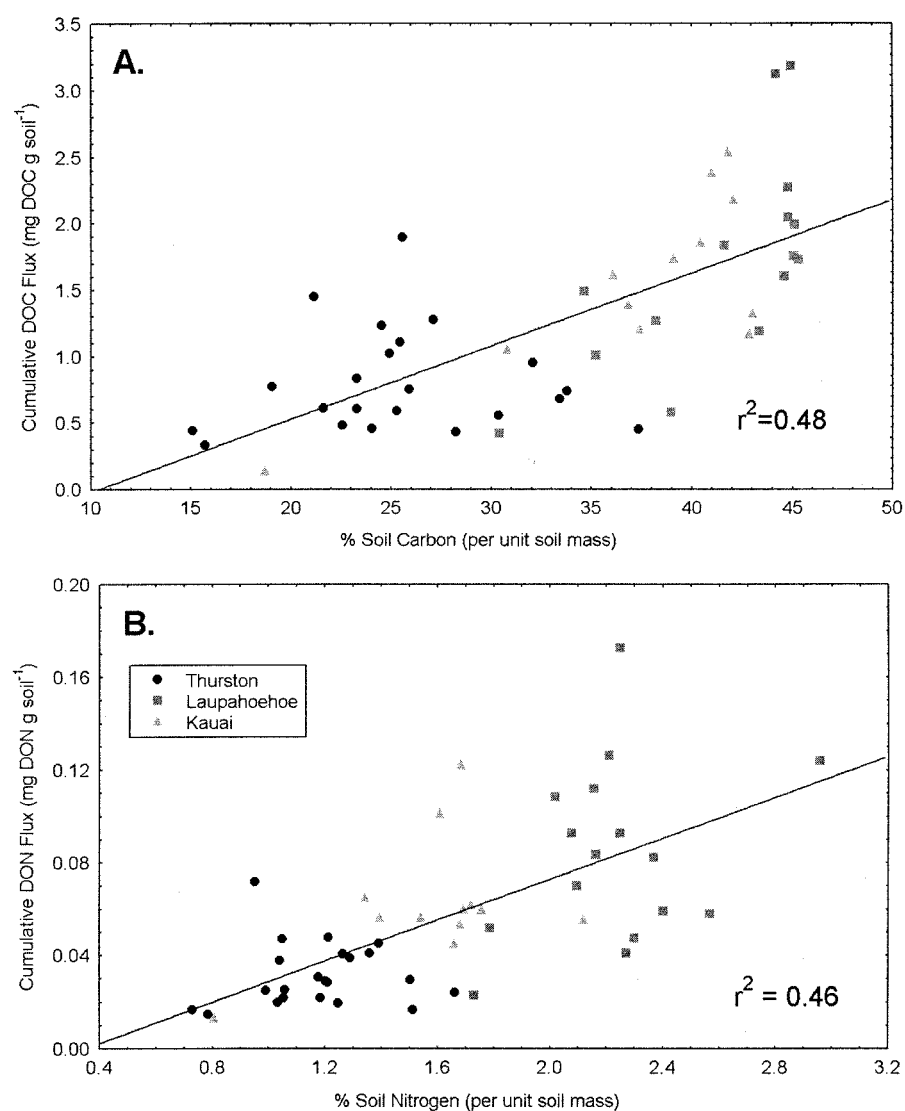 A.
Cumulative DOC Flux (mg DOC g soil⁻¹)
3.5
3.0
2.5
2.0
1.5
1.0
0.5
0.0
r²=0.48
10 15 20 25 30 35 40 45 50
% Soil Carbon (per unit soil mass)
B.
Cumulative DON Flux (mg DON g soil⁻¹)
0.20
0.16
0.12
0.08
0.04
0.00
Thurston
Laupahoehoe
Kauai
r² = 0.46
0.4 0.8 1.2 1.6 2.0 2.4 2.8 3.2
% Soil Nitrogen (per unit soil mass)